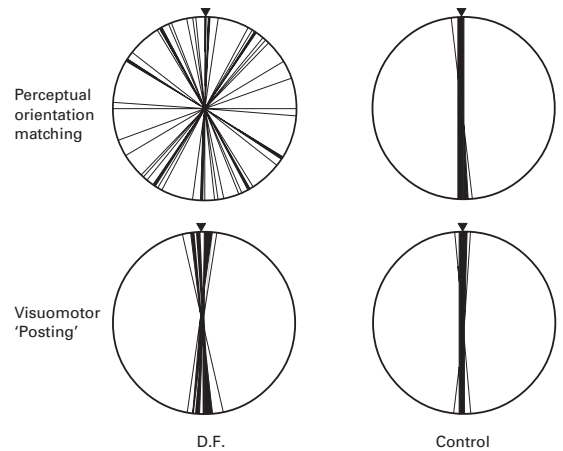 Perceptual
orientation
matching
Visuomotor
‘Posting’
D.F.
Control